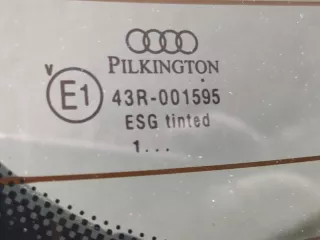 PILKINGTON
V
E1
43R-001595
ESG tinted
1...